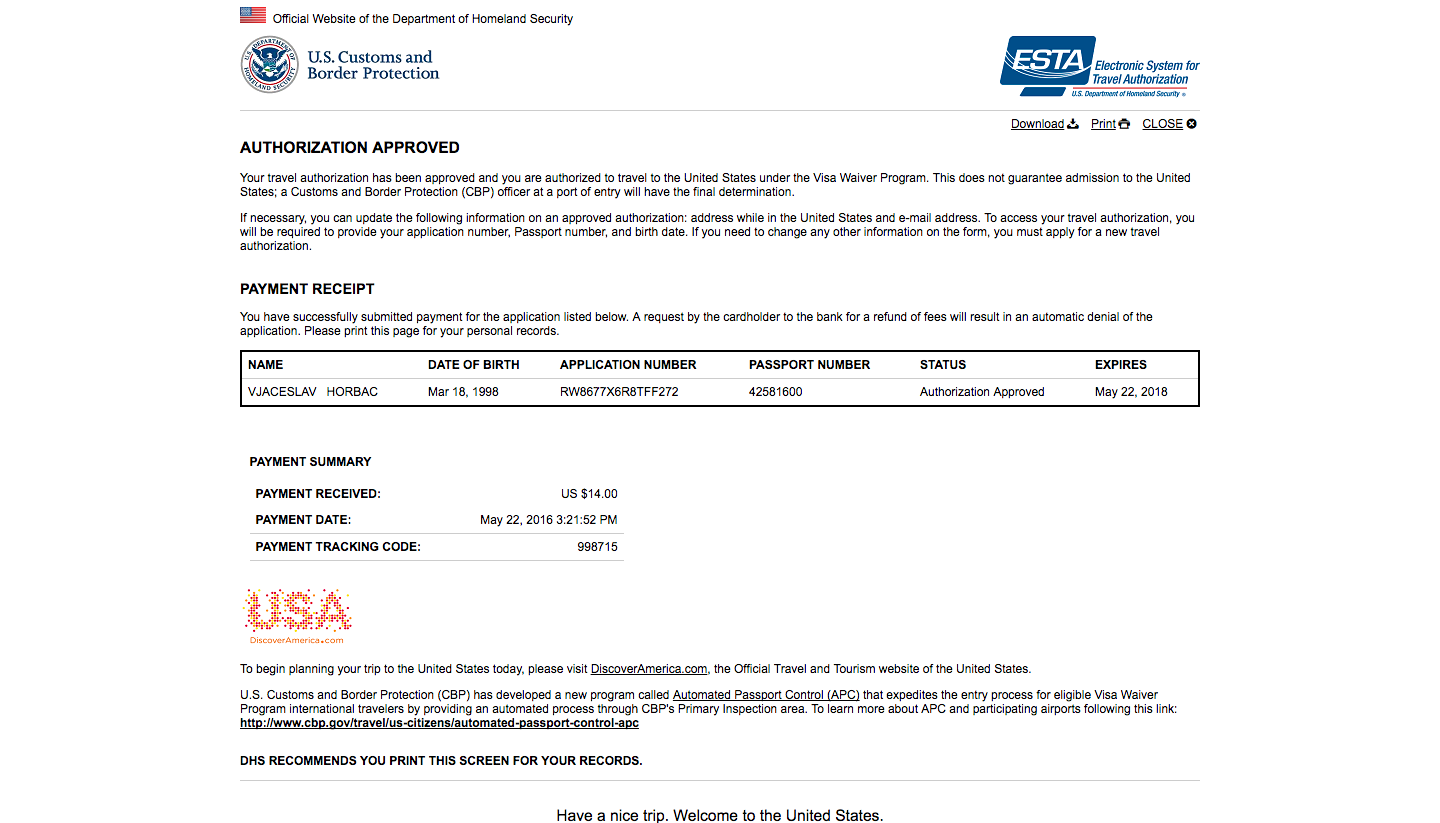 Official Website of the Department of Homeland Security
U.S. Customs and
Border Protection
U.S. DEPARTMENT OF HOMELAND SECURITY
ESTA
Electronic System for
Travel Authorization
U.S. Department of Homeland Security
Download Print CLOSE
AUTHORIZATION APPROVED
Your travel authorization has been approved and you are authorized to travel to the United States under the Visa Waiver Program. This does not guarantee admission to the United
States; a Customs and Border Protection (CBP) officer at a port of entry will have the final determination.
If necessary, you can update the following information on an approved authorization: address while in the United States and e-mail address. To access your travel authorization, you
will be required to provide your application number, Passport number, and birth date. If you need to change any other information on the form, you must apply for a new travel
authorization.
PAYMENT RECEIPT
You have successfully submitted payment for the application listed below. A request by the cardholder to the bank for a refund of fees will result in an automatic denial of the
application. Please print this page for your personal records.
NAME DATE OF BIRTH APPLICATION NUMBER PASSPORT NUMBER STATUS EXPIRES
VJACESLAV HORBAC Mar 18, 1998 RW8677X6R8TFF272 42581600 Authorization Approved May 22, 2018
PAYMENT SUMMARY
PAYMENT RECEIVED: US $14.00
PAYMENT DATE: May 22, 2016 3:21:52 PM
PAYMENT TRACKING CODE: 998715
USA
DiscoverAmerica.com
To begin planning your trip to the United States today, please visit DiscoverAmerica.com, the Official Travel and Tourism website of the United States.
U.S. Customs and Border Protection (CBP) has developed a new program called Automated Passport Control (APC) that expedites the entry process for eligible Visa Waiver
Program international travelers by providing an automated process through CBP's Primary Inspection area. To learn more about APC and participating airports following this link:
http://www.cbp.gov/travel/us-citizens/automated-passport-control-apc
DHS RECOMMENDS YOU PRINT THIS SCREEN FOR YOUR RECORDS.
Have a nice trip. Welcome to the United States.